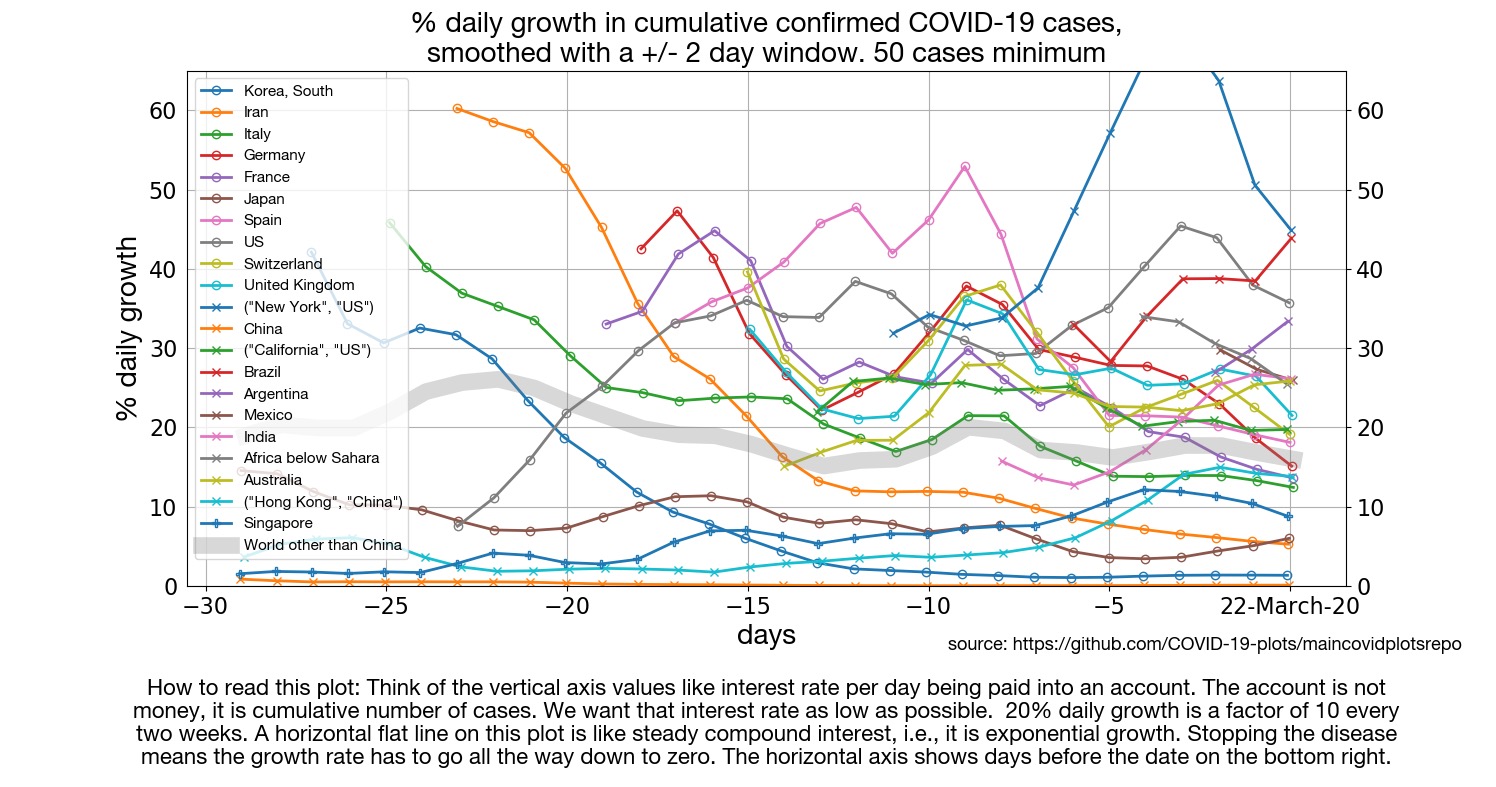 % daily growth in cumulative confirmed COVID-19 cases,
smoothed with a +/- 2 day window. 50 cases minimum
% daily growth
60
50
40
30
20
10
0
Korea, South
Iran
Italy
Germany
France
Japan
Spain
US
Switzerland
United Kingdom
("New York", "US")
China
("California", "US")
Brazil
Argentina
Mexico
India
Africa below Sahara
Australia
("Hong Kong", "China")
Singapore
World other than China
60
50
40
30
20
10
0
−30 −25 −20 −15 −10 −5 22-March-20
days
source: https://github.com/COVID-19-plots/maincovidplotsrepo
How to read this plot: Think of the vertical axis values like interest rate per day being paid into an account. The account is not
money, it is cumulative number of cases. We want that interest rate as low as possible.  20% daily growth is a factor of 10 every
two weeks. A horizontal flat line on this plot is like steady compound interest, i.e., it is exponential growth. Stopping the disease
means the growth rate has to go all the way down to zero. The horizontal axis shows days before the date on the bottom right.